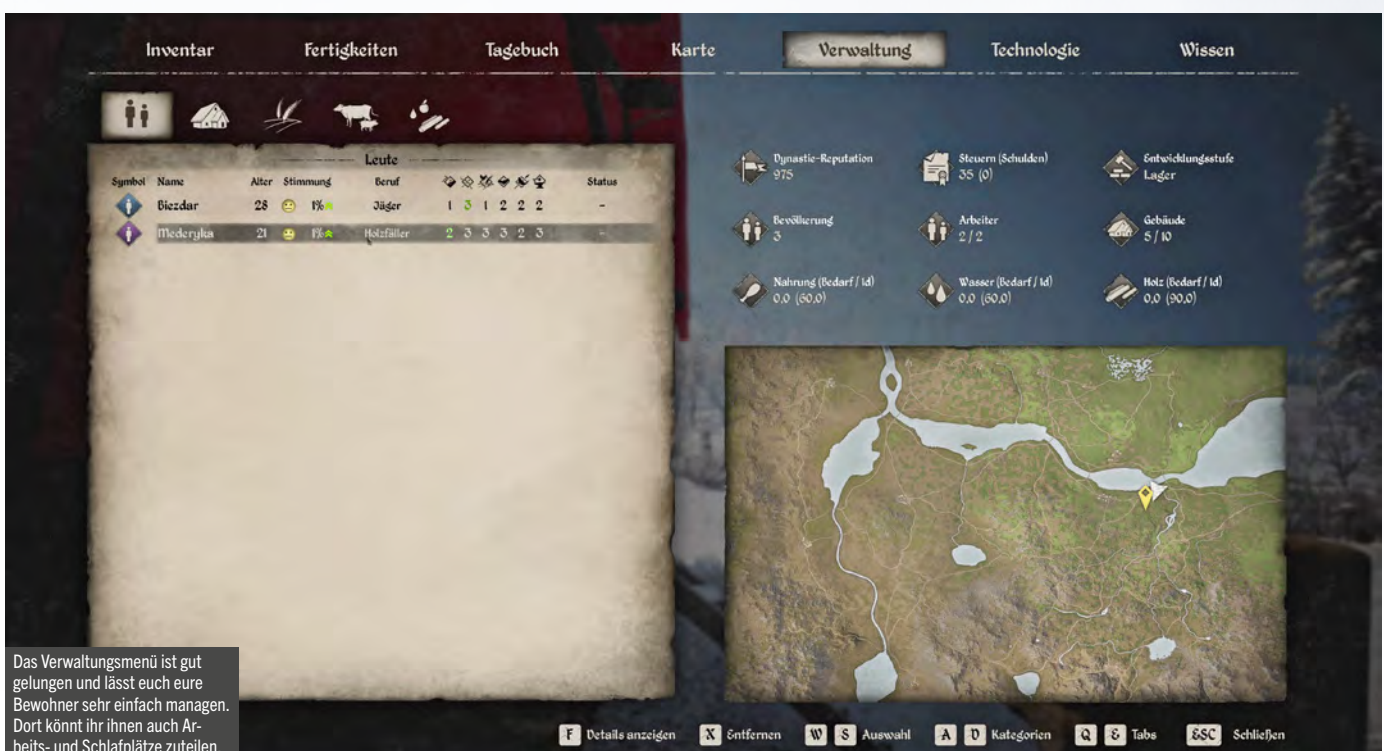 Inventar Fertigkeiten Tagebuch Karte Verwaltung Technologie Wissen
Leute
Symbol Name Alter Stimmung Beruf Status
Biezdar 28 1% Jäger 1 3 1 2 2 2 -
Mederyka 21 1% Holzfäller 2 3 3 3 2 3 -
Dynastie-Reputation
975
Steuern (Schulden)
35 (0)
Entwicklungsstufe
Lager
Bevölkerung
3
Arbeiter
2/2
Gebäude
5/10
Nahrung (Bedarf / 1d)
0.0 (60.0)
Wasser (Bedarf / 1d)
0.0 (60.0)
Holz (Bedarf / 1d)
0.0 (90.0)
Das Verwaltungsmenü ist gut
gelungen und lässt euch eure
Bewohner sehr einfach managen.
Dort könnt ihr ihnen auch Ar-
beits- und Schlafplätze zuteilen.
F Details anzeigen X Entfernen W S Auswahl A D Kategorien Q E Tabs ESC Schließen